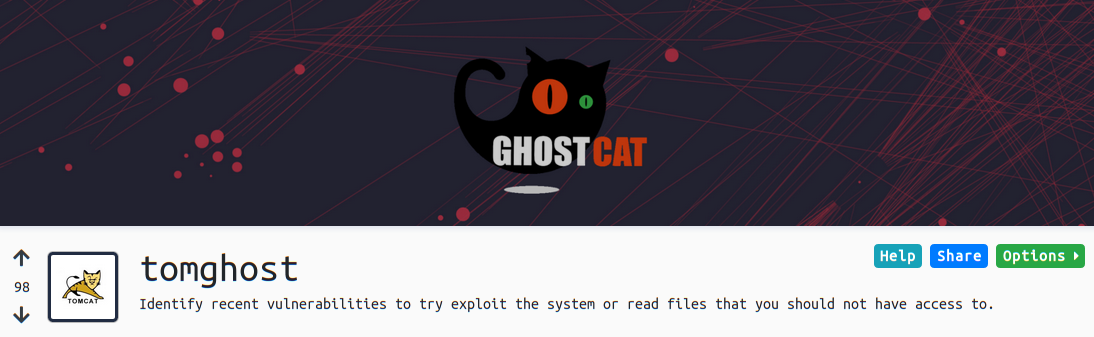 GHOSTCAT
Help Share Options
98
TOMCAT
tomghost
Identify recent vulnerabilities to try exploit the system or read files that you should not have access to.